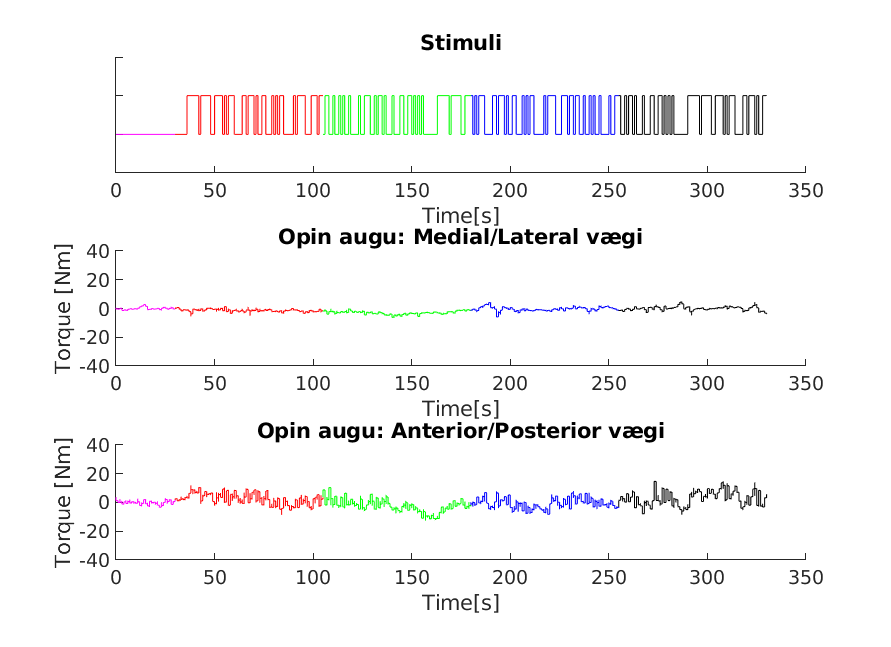 Stimuli
0 50 100 150 200 250 300 350
Time[s]
Opin augu: Medial/Lateral vægi
Torque [Nm]
40
20
0
-20
-40
0 50 100 150 200 250 300 350
Time[s]
Opin augu: Anterior/Posterior vægi
Torque [Nm]
40
20
0
-20
-40
0 50 100 150 200 250 300 350
Time[s]